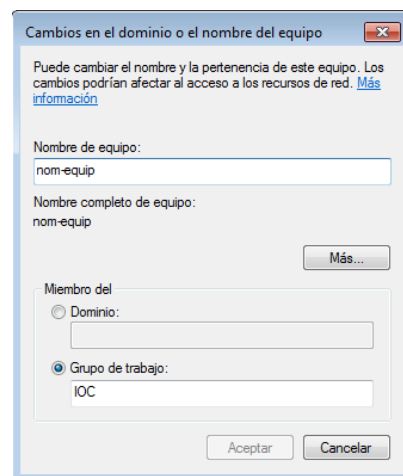 Cambios en el dominio o el nombre del equipo
Puede cambiar el nombre y la pertenencia de este equipo. Los
cambios podrían afectar al acceso a los recursos de red. Más
información
Nombre de equipo:
nom-equip
Nombre completo de equipo:
nom-equip
Más...
Miembro del
Dominio:
Grupo de trabajo:
IOC
Aceptar
Cancelar